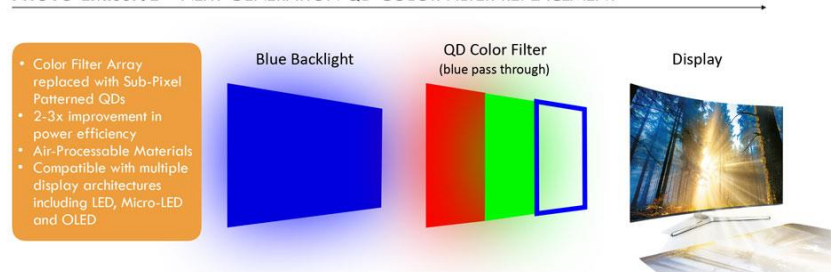 • Color Filter Array
replaced with Sub-Pixel
Patterned QDs
• 2-3x improvement in
power efficiency
• Air-Processable Materials
• Compatible with multiple
display architectures
including LED, Micro-LED
and OLED
Blue Backlight
QD Color Filter
(blue pass through)
Display